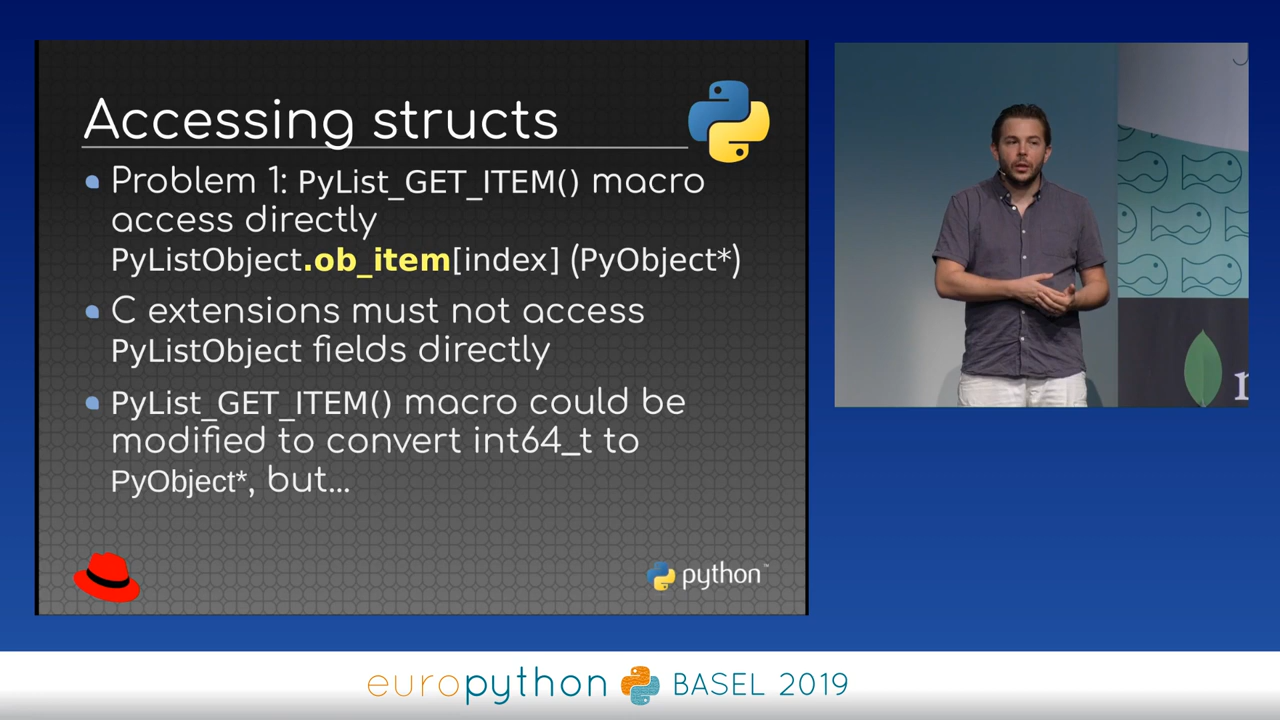 Accessing structs
Problem 1: PyList_GET_ITEM() macro
access directly
PyListObject.ob_item[index] (PyObject*)
C extensions must not access
PyListObject fields directly
PyList_GET_ITEM() macro could be
modified to convert int64_t to
PyObject*, but...
python™
europython BASEL 2019